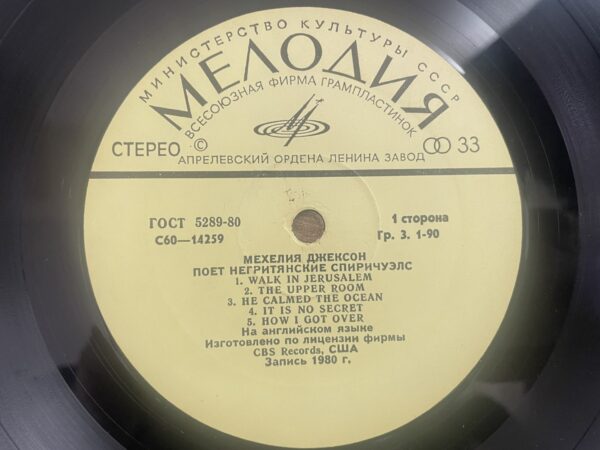 МИНИСТЕРСТВО КУЛЬТУРЫ СССР
МЕЛОДИЯ
ВСЕСОЮЗНАЯ ФИРМА ГРАМПЛАСТИНОК
СТЕРЕО © 33
АПРЕЛЕВСКИЙ ОРДЕНА ЛЕНИНА ЗАВОД
ГОСТ 5289-80 1 сторона
С60—14259 Гр. 3. 1-90
МЕХЕЛИЯ ДЖЕКСОН
ПОЕТ НЕГРИТЯНСКИЕ СПИРИЧУЭЛС
1. WALK IN JERUSALEM
2. THE UPPER ROOM
3. HE CALMED THE OCEAN
4. IT IS NO SECRET
5. HOW I GOT OVER
На английском языке
Изготовлено по лицензии фирмы
CBS Records, США
Запись 1980 г.